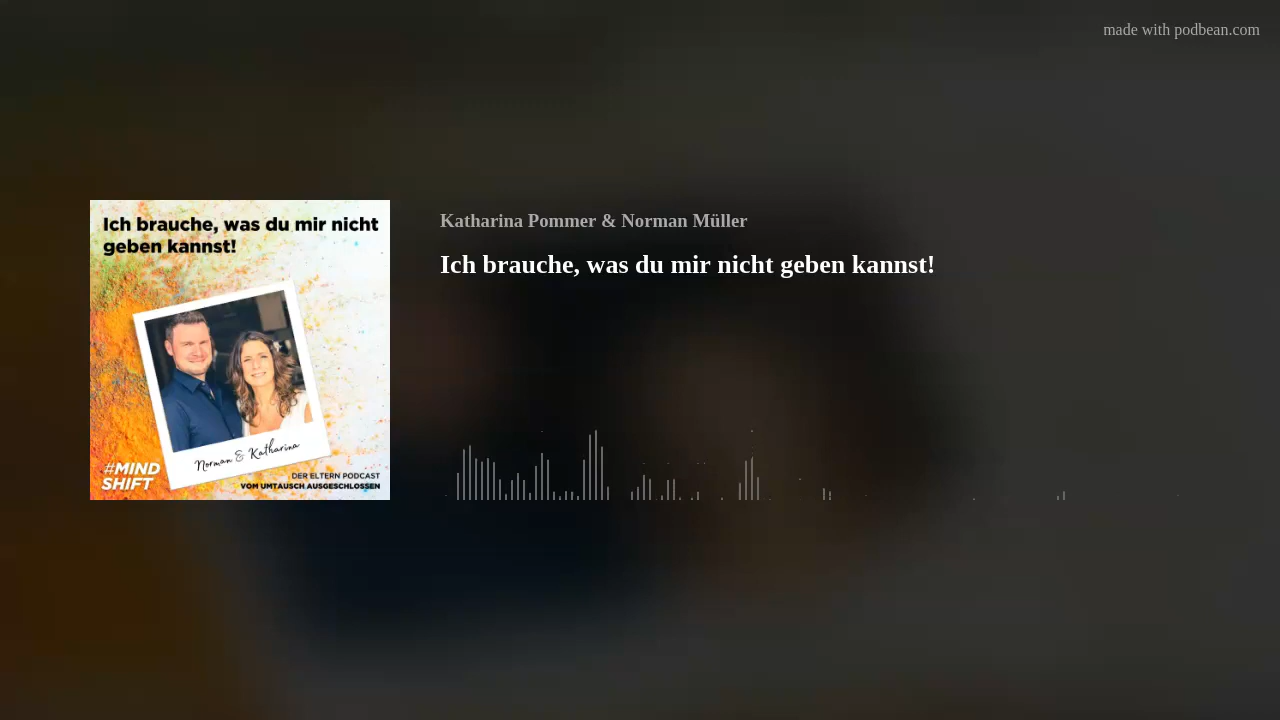 made with podbean.com
Ich brauche, was du mir nicht
geben kannst!
Norman & Katharina
#MIND
SHIFT
DER ELTERN PODCAST
VOM UMTAUSCH AUSGESCHLOSSEN
Katharina Pommer & Norman Müller
Ich brauche, was du mir nicht geben kannst!